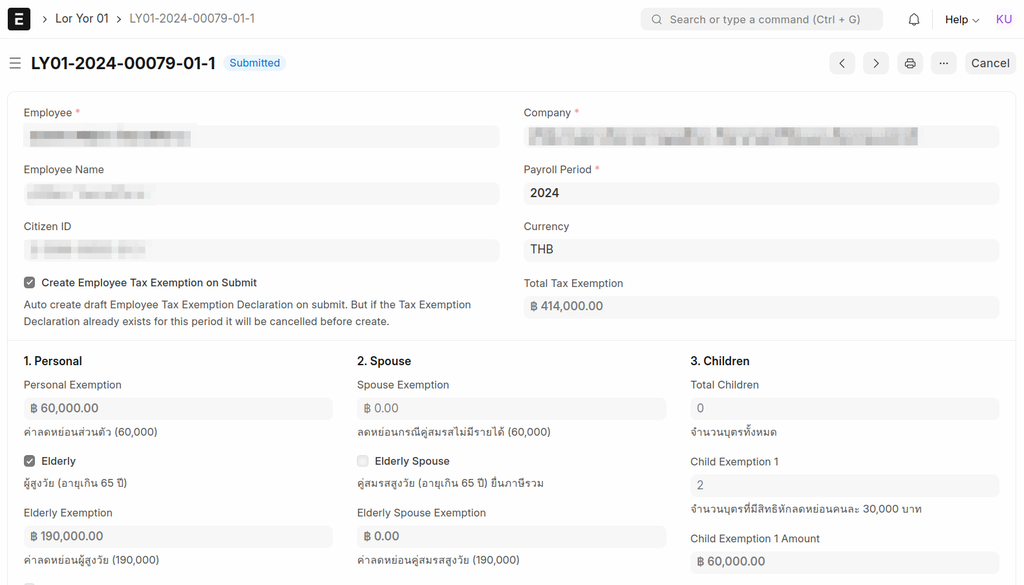 E
Lor Yor 01
LY01-2024-00079-01-1
Search or type a command (Ctrl + G)
Help
KU
LY01-2024-00079-01-1
Submitted
Cancel
Employee *
Company *
Employee Name
Payroll Period *
2024
Citizen ID
Currency
THB
Create Employee Tax Exemption on Submit
Auto create draft Employee Tax Exemption Declaration on submit. But if the Tax Exemption
Declaration already exists for this period it will be cancelled before create.
Total Tax Exemption
฿ 414,000.00
1. Personal
Personal Exemption
฿ 60,000.00
ค่าลดหย่อนส่วนตัว (60,000)
Elderly
ผู้สูงวัย (อายุเกิน 65 ปี)
Elderly Exemption
฿ 190,000.00
ค่าลดหย่อนผู้สูงวัย (190,000)
2. Spouse
Spouse Exemption
฿ 0.00
ลดหย่อนกรณีคู่สมรสไม่มีรายได้ (60,000)
Elderly Spouse
คู่สมรสสูงวัย (อายุเกิน 65 ปี) ยื่นภาษีรวม
Elderly Spouse Exemption
฿ 0.00
ค่าลดหย่อนคู่สมรสสูงวัย (190,000)
3. Children
Total Children
0
จำนวนบุตรทั้งหมด
Child Exemption 1
2
จำนวนบุตรที่มีสิทธิหักลดหย่อนคนละ 30,000 บาท
Child Exemption 1 Amount
฿ 60,000.00